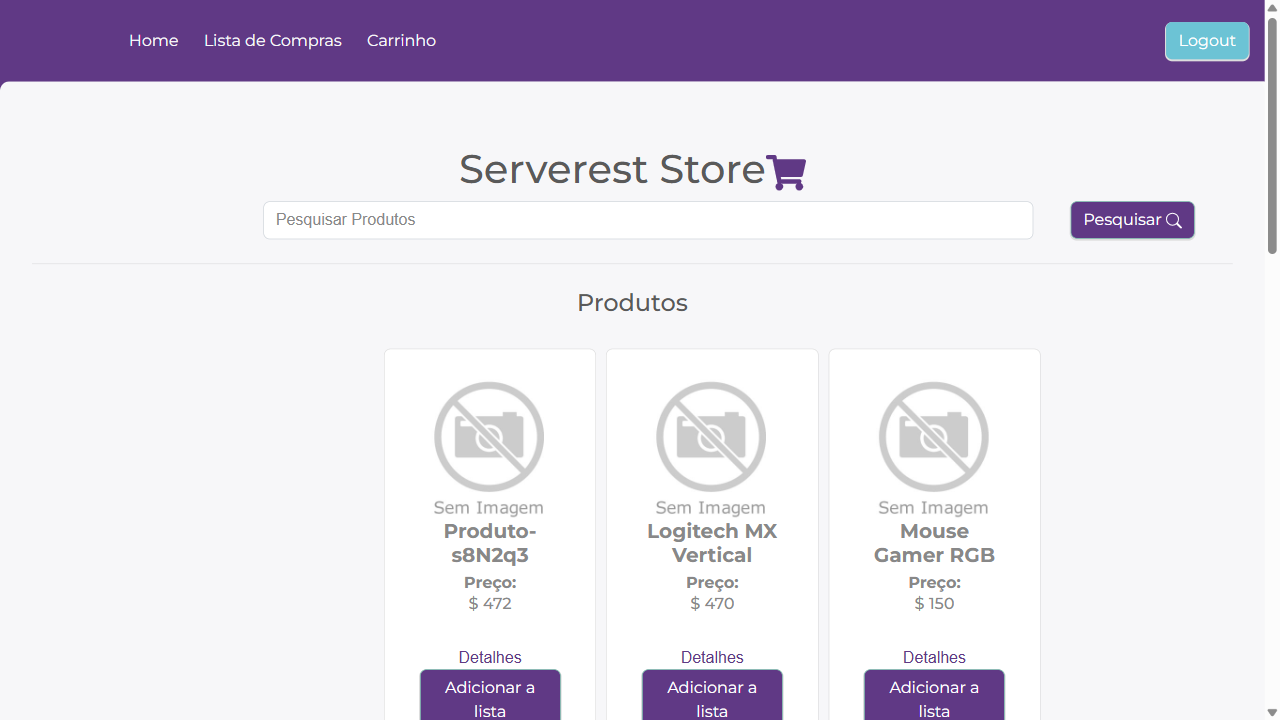 Home Lista de Compras Carrinho Logout
Serverest Store
Pesquisar Produtos Pesquisar
Produtos
Sem Imagem
Produto-
s8N2q3
Preço:
$ 472
Detalhes
Adicionar a
lista
Sem Imagem
Logitech MX
Vertical
Preço:
$ 470
Detalhes
Adicionar a
lista
Sem Imagem
Mouse
Gamer RGB
Preço:
$ 150
Detalhes
Adicionar a
lista